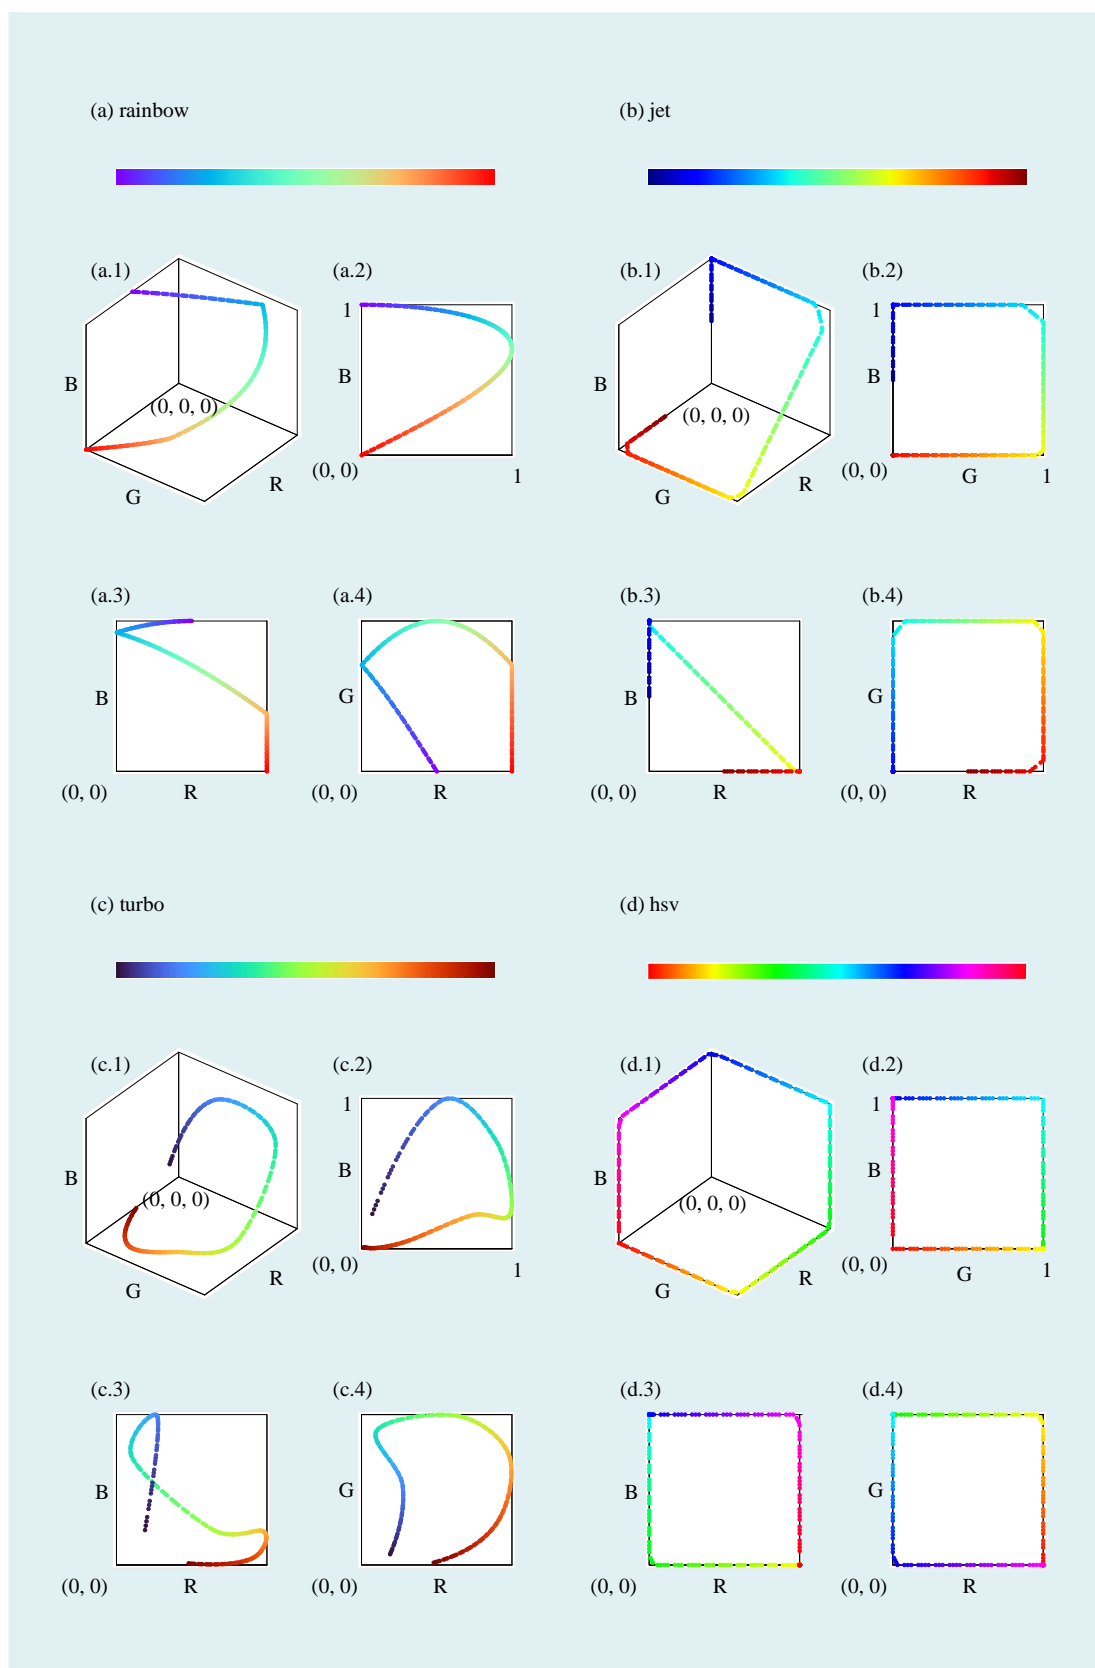 (a) rainbow
(b) jet
(a.1)
(a.2)
(b.1)
(b.2)
1
1
B
B
B
B
(0, 0, 0)
(0, 0, 0)
(0, 0)
(0, 0)
G
R
1
G
R
G
1
(a.3)
(a.4)
(b.3)
(b.4)
B
G
B
G
(0, 0)
R
(0, 0)
R
(0, 0)
R
(0, 0)
R
(c) turbo
(d) hsv
(c.1)
(c.2)
(d.1)
(d.2)
1
1
B
B
B
B
(0, 0, 0)
(0, 0, 0)
(0, 0)
(0, 0)
G
R
1
G
R
G
1
(c.3)
(c.4)
(d.3)
(d.4)
B
G
B
G
(0, 0)
R
(0, 0)
R
(0, 0)
R
(0, 0)
R